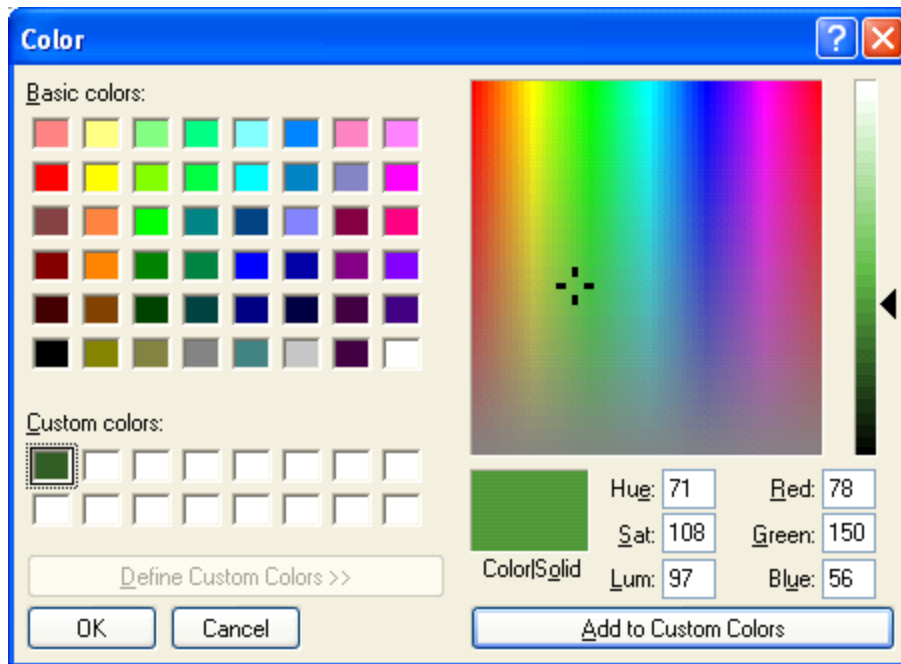 Color
Basic colors:
Custom colors:
Define Custom Colors >>
OK
Cancel
Color|Solid
Hue: 71
Sat: 108
Lum: 97
Red: 78
Green: 150
Blue: 56
Add to Custom Colors